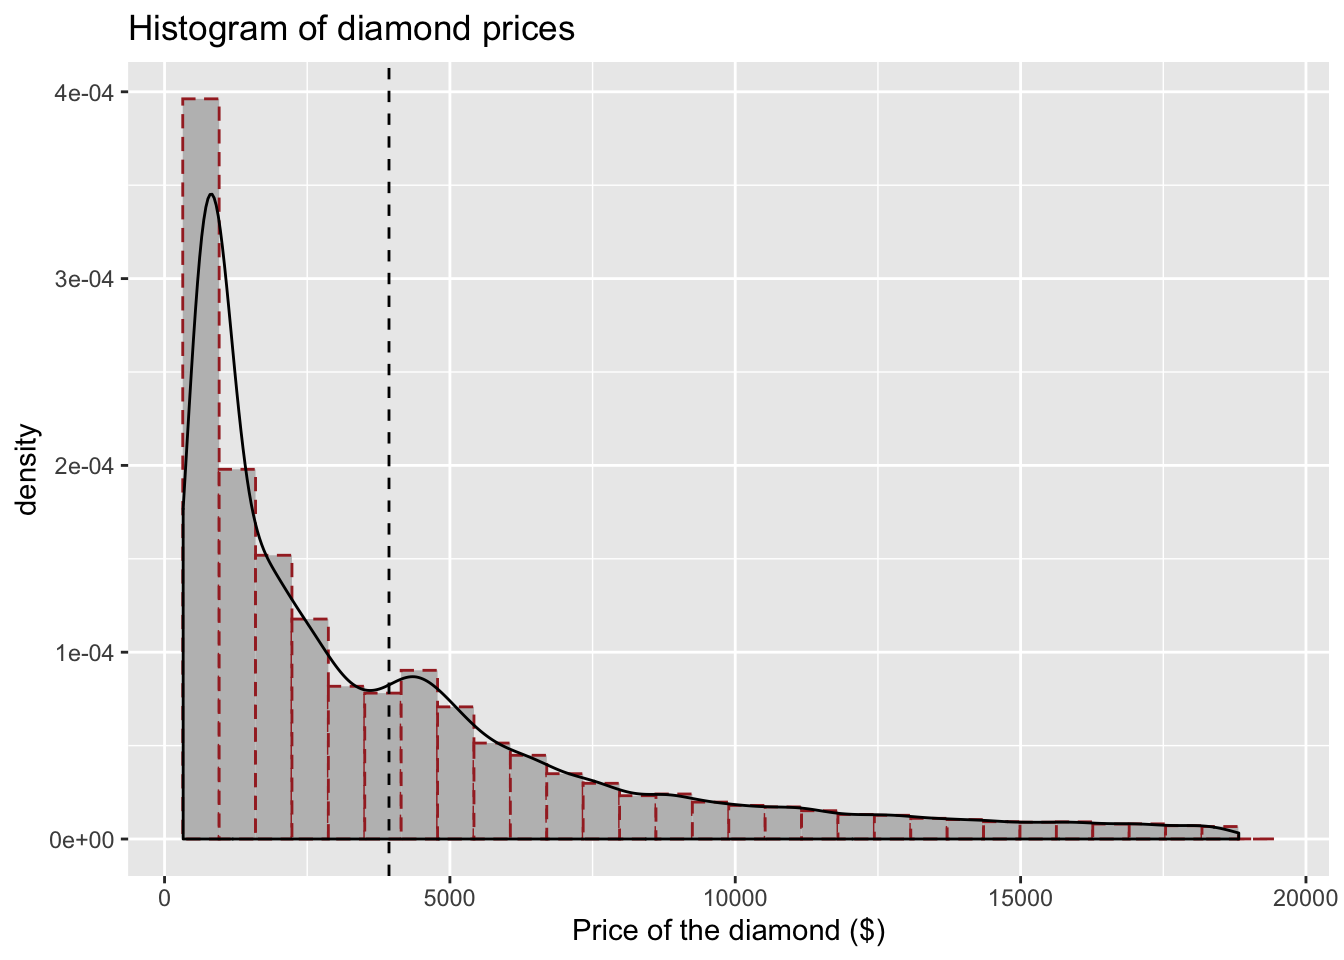 Histogram of diamond prices
4e-04
3e-04
2e-04
1e-04
0e+00
density
0 5000 10000 15000 20000
Price of the diamond ($)